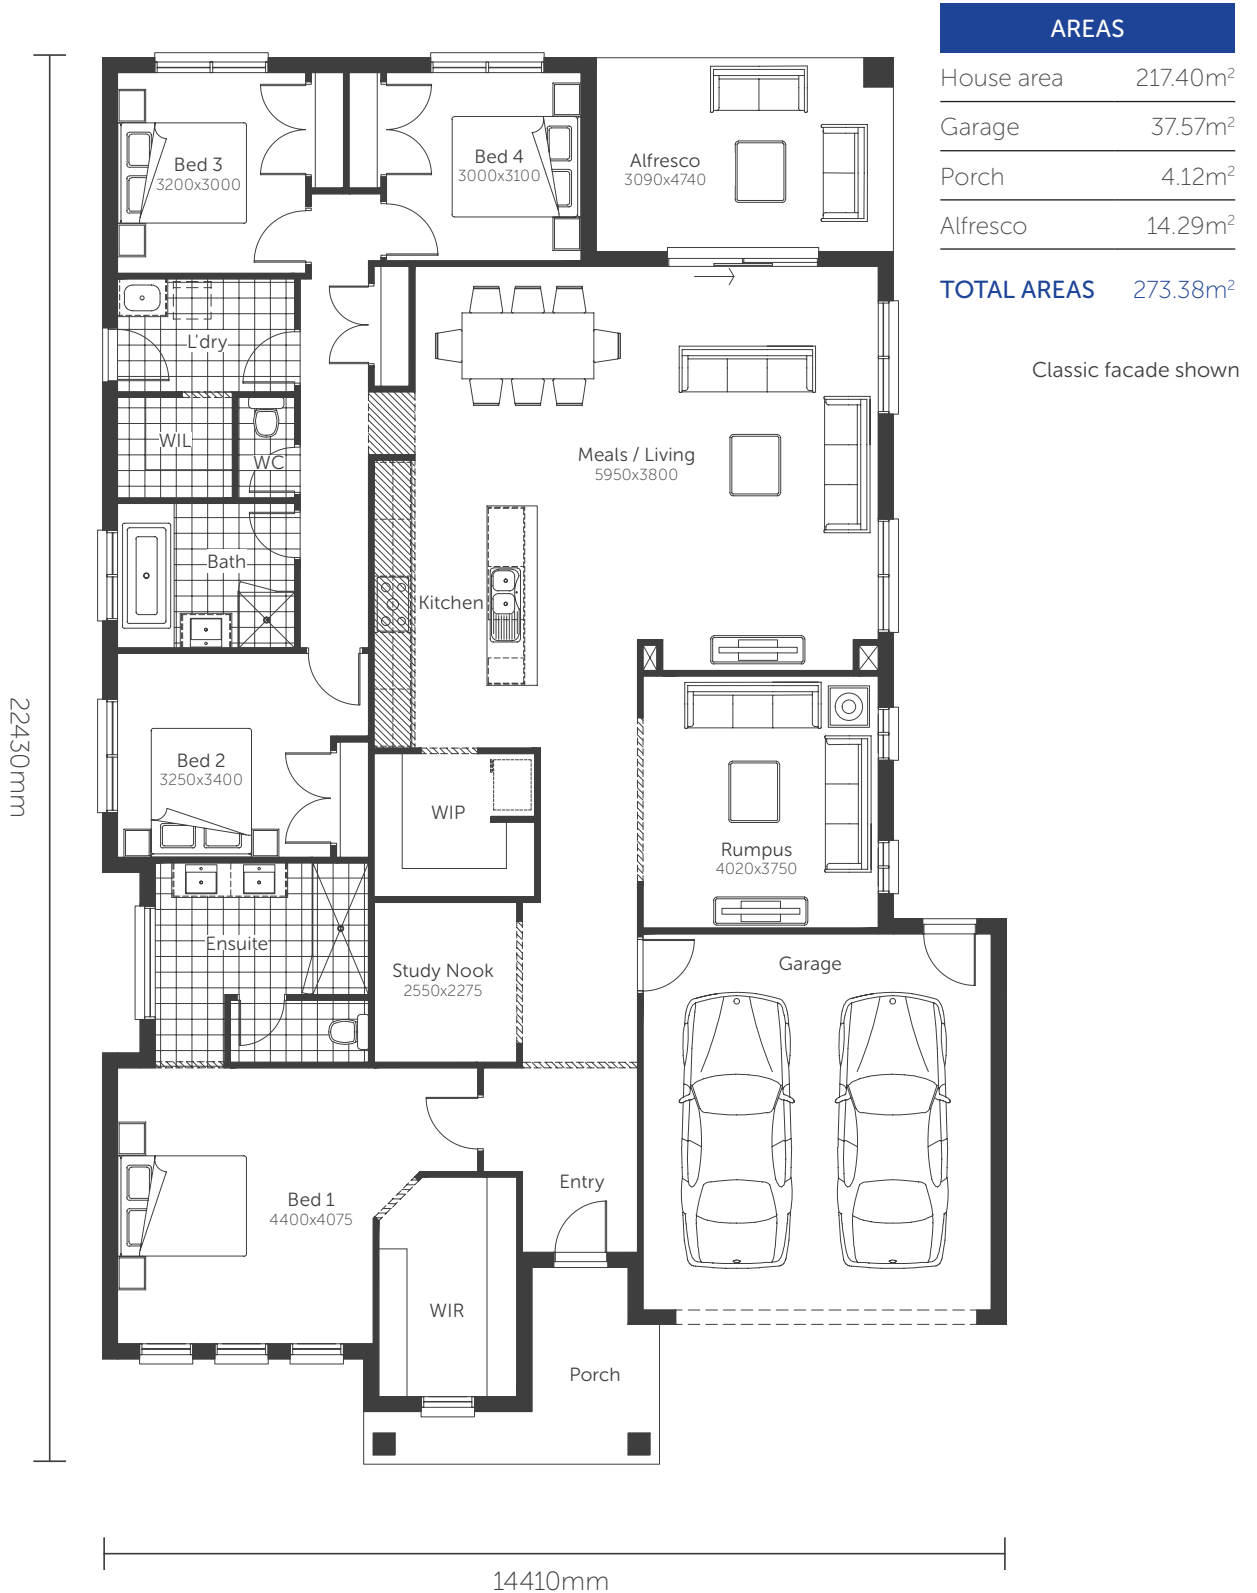 AREAS
House area 217.40m²
Garage 37.57m²
Porch 4.12m²
Alfresco 14.29m²
TOTAL AREAS 273.38m²
Classic facade shown
Bed 3
3200x3000
Bed 4
3000x3100
Alfresco
3090x4740
L'dry
WIL
WC
Meals / Living
5950x3800
Bath
Kitchen
22430mm
Bed 2
3250x3400
WIP
Rumpus
4020x3750
Ensuite
Study Nook
2550x2275
Garage
Bed 1
4400x4075
Entry
WIR
Porch
14410mm